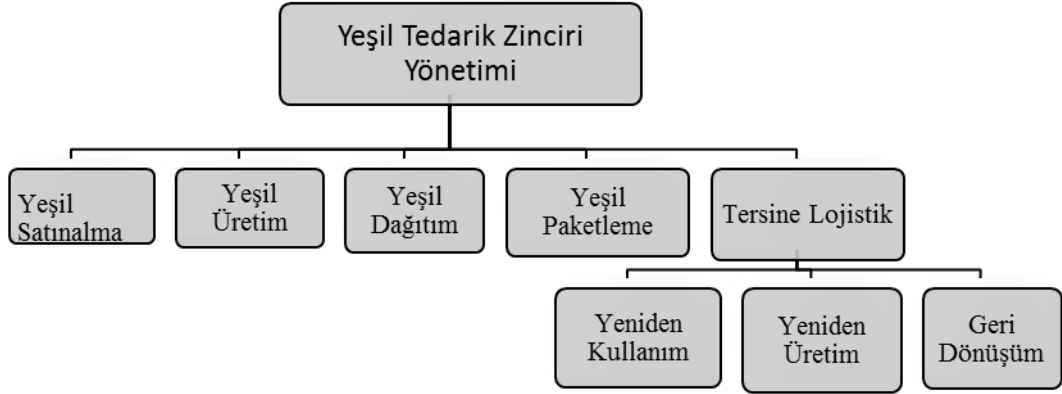 Yeşil Tedarik Zinciri
Yönetimi
Yeşil
Satınalma
Yeşil
Üretim
Yeşil
Dağıtım
Yeşil
Paketleme
Tersine Lojistik
Yeniden
Kullanım
Yeniden
Üretim
Geri
Dönüşüm